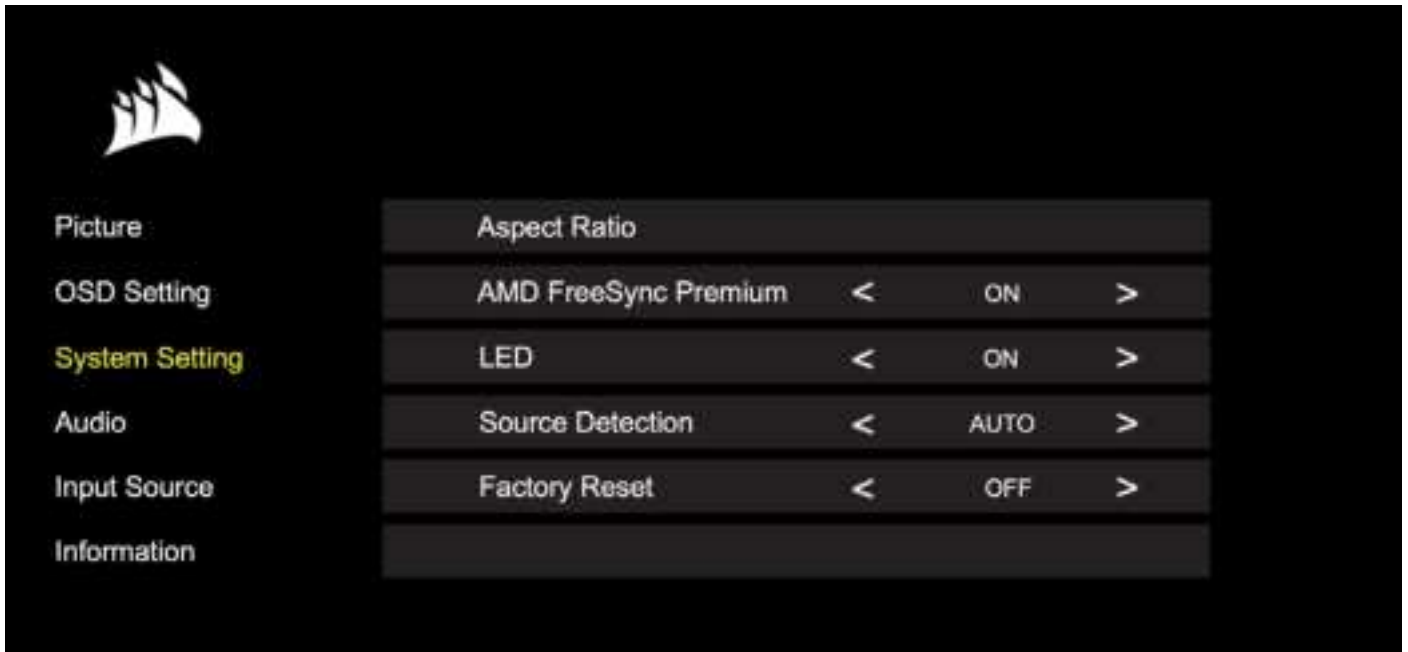 Picture
Aspect Ratio
OSD Setting
AMD FreeSync Premium < ON >
System Setting
LED < ON >
Audio
Source Detection < AUTO >
Input Source
Factory Reset < OFF >
Information